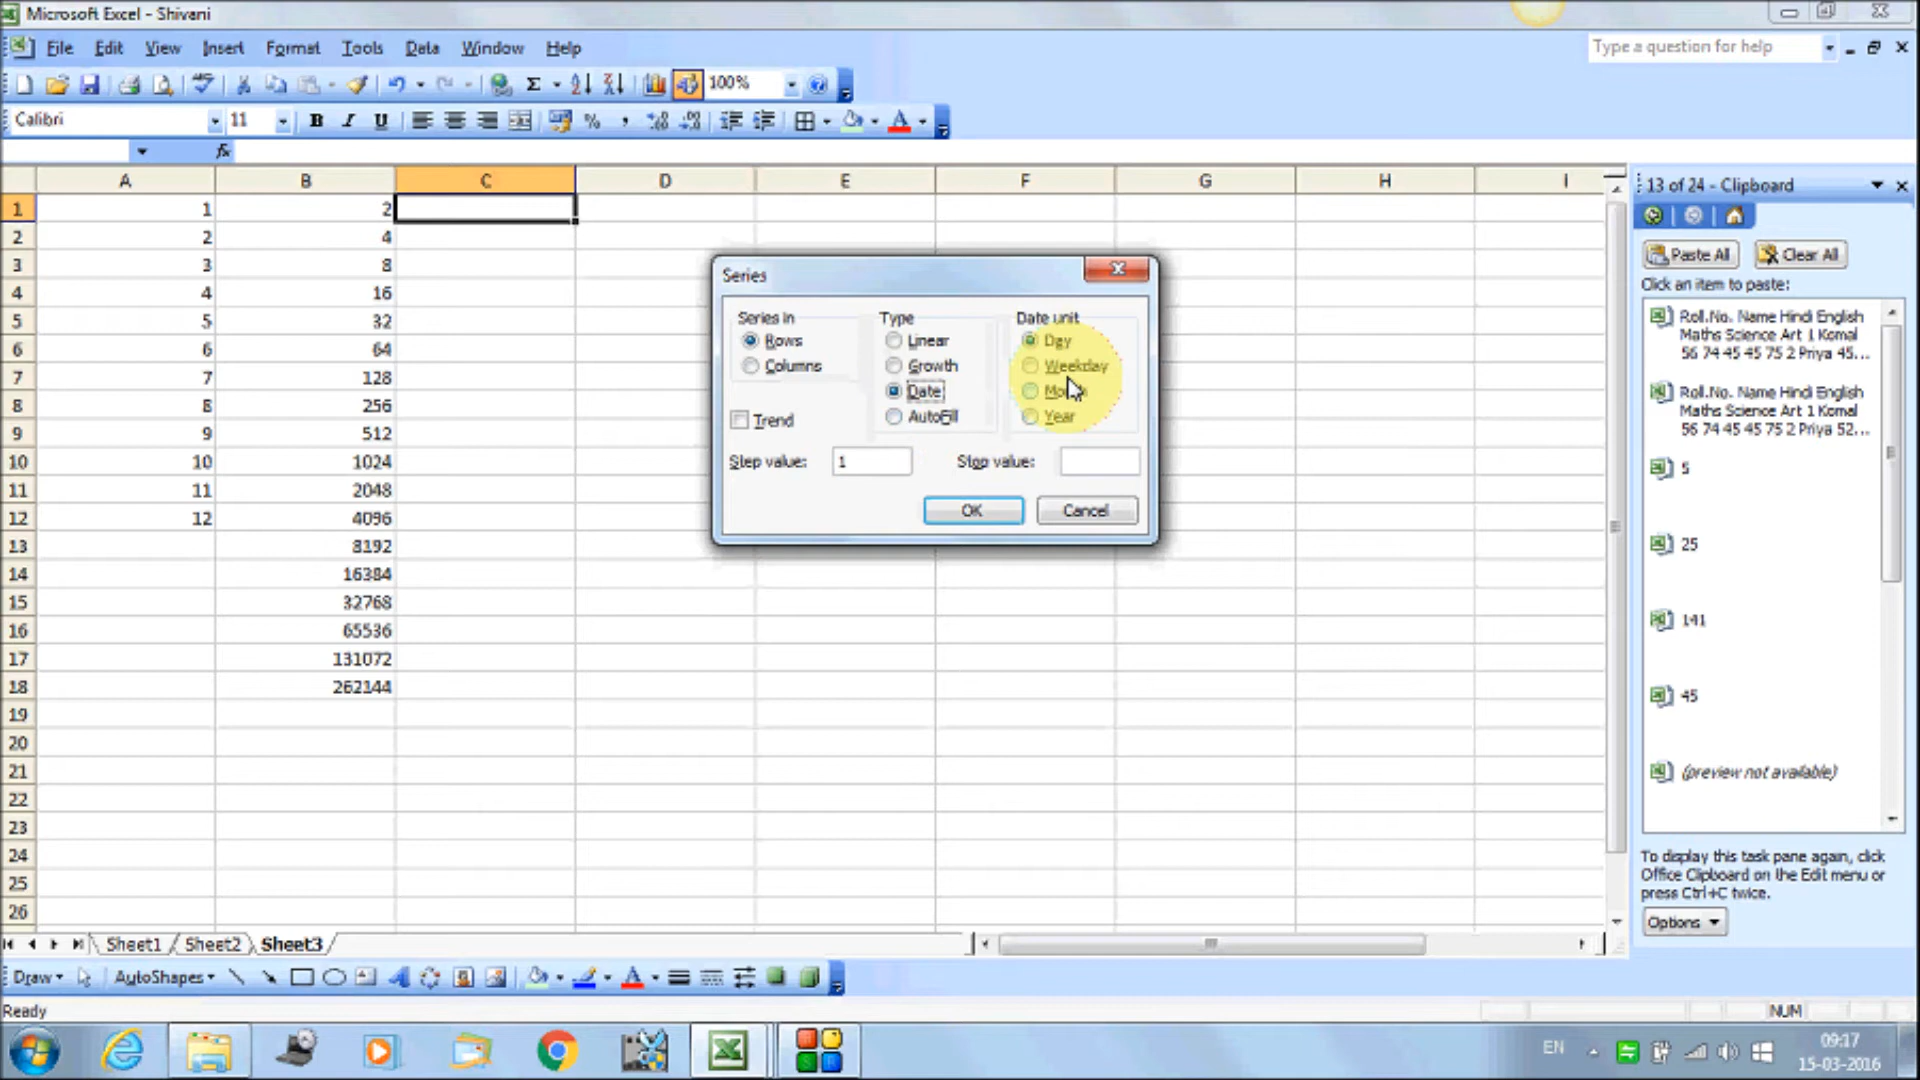 Microsoft Excel - Shivani
File Edit View Insert Format Tools Data Window Help
Type a question for help
100%
Calibri 11 B I U
fx
A B C D E F G H I
1 1 2
2 2 4
3 3 8
4 4 16
5 5 32
6 6 64
7 7 128
8 8 256
9 9 512
10 10 1024
11 11 2048
12 12 4096
13 8192
14 16384
15 32768
16 65536
17 131072
18 262144
19
20
21
22
23
24
25
26
Series
Series in Type Date unit
Rows Linear Day
Columns Growth Weekday
Date Month
Trend AutoFill Year
Step value: 1 Stop value:
OK Cancel
13 of 24 - Clipboard
Paste All Clear All
Click an item to paste:
Roll.No. Name Hindi English
Maths Science Art 1 Komal
56 74 45 45 75 2 Priya 45...
Roll.No. Name Hindi English
Maths Science Art 1 Komal
56 74 45 45 75 2 Priya 52...
5
25
141
45
(preview not available)
To display this task pane again, click
Office Clipboard on the Edit menu or
press Ctrl+C twice.
Options
Sheet1 Sheet2 Sheet3
Draw AutoShapes
Ready
NUM
EN
09:17
15-03-2016